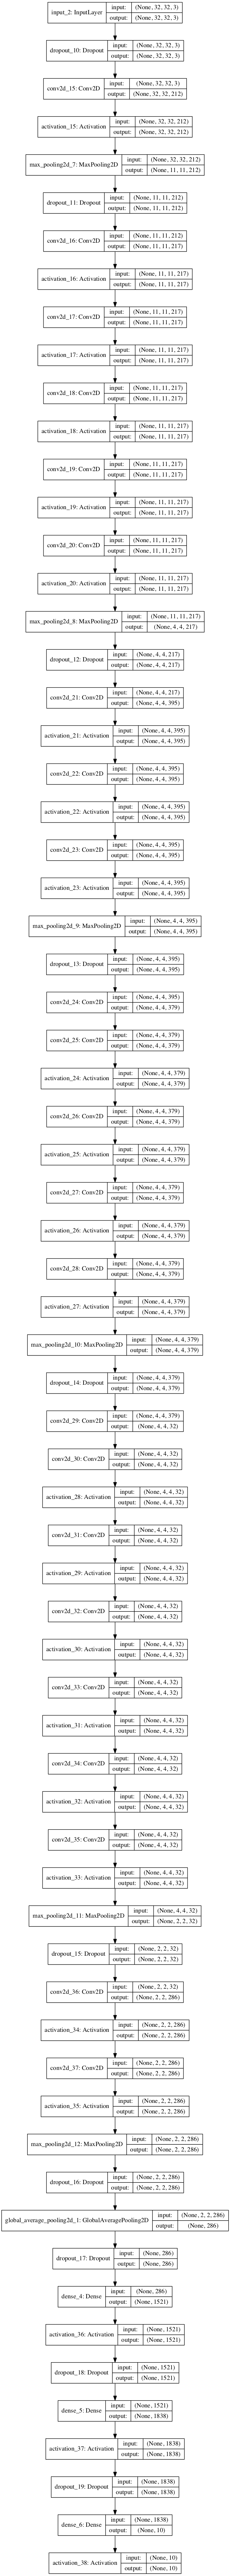 input_2: InputLayer
input: (None, 32, 32, 3)
output: (None, 32, 32, 3)
dropout_10: Dropout
input: (None, 32, 32, 3)
output: (None, 32, 32, 3)
conv2d_15: Conv2D
input: (None, 32, 32, 3)
output: (None, 32, 32, 212)
activation_15: Activation
input: (None, 32, 32, 212)
output: (None, 32, 32, 212)
max_pooling2d_7: MaxPooling2D
input: (None, 32, 32, 212)
output: (None, 11, 11, 212)
dropout_11: Dropout
input: (None, 11, 11, 212)
output: (None, 11, 11, 212)
conv2d_16: Conv2D
input: (None, 11, 11, 212)
output: (None, 11, 11, 217)
activation_16: Activation
input: (None, 11, 11, 217)
output: (None, 11, 11, 217)
conv2d_17: Conv2D
input: (None, 11, 11, 217)
output: (None, 11, 11, 217)
activation_17: Activation
input: (None, 11, 11, 217)
output: (None, 11, 11, 217)
conv2d_18: Conv2D
input: (None, 11, 11, 217)
output: (None, 11, 11, 217)
activation_18: Activation
input: (None, 11, 11, 217)
output: (None, 11, 11, 217)
conv2d_19: Conv2D
input: (None, 11, 11, 217)
output: (None, 11, 11, 217)
activation_19: Activation
input: (None, 11, 11, 217)
output: (None, 11, 11, 217)
conv2d_20: Conv2D
input: (None, 11, 11, 217)
output: (None, 11, 11, 217)
activation_20: Activation
input: (None, 11, 11, 217)
output: (None, 11, 11, 217)
max_pooling2d_8: MaxPooling2D
input: (None, 11, 11, 217)
output: (None, 4, 4, 217)
dropout_12: Dropout
input: (None, 4, 4, 217)
output: (None, 4, 4, 217)
conv2d_21: Conv2D
input: (None, 4, 4, 217)
output: (None, 4, 4, 395)
activation_21: Activation
input: (None, 4, 4, 395)
output: (None, 4, 4, 395)
conv2d_22: Conv2D
input: (None, 4, 4, 395)
output: (None, 4, 4, 395)
activation_22: Activation
input: (None, 4, 4, 395)
output: (None, 4, 4, 395)
conv2d_23: Conv2D
input: (None, 4, 4, 395)
output: (None, 4, 4, 395)
activation_23: Activation
input: (None, 4, 4, 395)
output: (None, 4, 4, 395)
max_pooling2d_9: MaxPooling2D
input: (None, 4, 4, 395)
output: (None, 4, 4, 395)
dropout_13: Dropout
input: (None, 4, 4, 395)
output: (None, 4, 4, 395)
conv2d_24: Conv2D
input: (None, 4, 4, 395)
output: (None, 4, 4, 379)
conv2d_25: Conv2D
input: (None, 4, 4, 379)
output: (None, 4, 4, 379)
activation_24: Activation
input: (None, 4, 4, 379)
output: (None, 4, 4, 379)
conv2d_26: Conv2D
input: (None, 4, 4, 379)
output: (None, 4, 4, 379)
activation_25: Activation
input: (None, 4, 4, 379)
output: (None, 4, 4, 379)
conv2d_27: Conv2D
input: (None, 4, 4, 379)
output: (None, 4, 4, 379)
activation_26: Activation
input: (None, 4, 4, 379)
output: (None, 4, 4, 379)
conv2d_28: Conv2D
input: (None, 4, 4, 379)
output: (None, 4, 4, 379)
activation_27: Activation
input: (None, 4, 4, 379)
output: (None, 4, 4, 379)
max_pooling2d_10: MaxPooling2D
input: (None, 4, 4, 379)
output: (None, 4, 4, 379)
dropout_14: Dropout
input: (None, 4, 4, 379)
output: (None, 4, 4, 379)
conv2d_29: Conv2D
input: (None, 4, 4, 379)
output: (None, 4, 4, 32)
conv2d_30: Conv2D
input: (None, 4, 4, 32)
output: (None, 4, 4, 32)
activation_28: Activation
input: (None, 4, 4, 32)
output: (None, 4, 4, 32)
conv2d_31: Conv2D
input: (None, 4, 4, 32)
output: (None, 4, 4, 32)
activation_29: Activation
input: (None, 4, 4, 32)
output: (None, 4, 4, 32)
conv2d_32: Conv2D
input: (None, 4, 4, 32)
output: (None, 4, 4, 32)
activation_30: Activation
input: (None, 4, 4, 32)
output: (None, 4, 4, 32)
conv2d_33: Conv2D
input: (None, 4, 4, 32)
output: (None, 4, 4, 32)
activation_31: Activation
input: (None, 4, 4, 32)
output: (None, 4, 4, 32)
conv2d_34: Conv2D
input: (None, 4, 4, 32)
output: (None, 4, 4, 32)
activation_32: Activation
input: (None, 4, 4, 32)
output: (None, 4, 4, 32)
conv2d_35: Conv2D
input: (None, 4, 4, 32)
output: (None, 4, 4, 32)
activation_33: Activation
input: (None, 4, 4, 32)
output: (None, 4, 4, 32)
max_pooling2d_11: MaxPooling2D
input: (None, 4, 4, 32)
output: (None, 2, 2, 32)
dropout_15: Dropout
input: (None, 2, 2, 32)
output: (None, 2, 2, 32)
conv2d_36: Conv2D
input: (None, 2, 2, 32)
output: (None, 2, 2, 286)
activation_34: Activation
input: (None, 2, 2, 286)
output: (None, 2, 2, 286)
conv2d_37: Conv2D
input: (None, 2, 2, 286)
output: (None, 2, 2, 286)
activation_35: Activation
input: (None, 2, 2, 286)
output: (None, 2, 2, 286)
max_pooling2d_12: MaxPooling2D
input: (None, 2, 2, 286)
output: (None, 2, 2, 286)
dropout_16: Dropout
input: (None, 2, 2, 286)
output: (None, 2, 2, 286)
global_average_pooling2d_1: GlobalAveragePooling2D
input: (None, 2, 2, 286)
output: (None, 286)
dropout_17: Dropout
input: (None, 286)
output: (None, 286)
dense_4: Dense
input: (None, 286)
output: (None, 1521)
activation_36: Activation
input: (None, 1521)
output: (None, 1521)
dropout_18: Dropout
input: (None, 1521)
output: (None, 1521)
dense_5: Dense
input: (None, 1521)
output: (None, 1838)
activation_37: Activation
input: (None, 1838)
output: (None, 1838)
dropout_19: Dropout
input: (None, 1838)
output: (None, 1838)
dense_6: Dense
input: (None, 1838)
output: (None, 10)
activation_38: Activation
input: (None, 10)
output: (None, 10)